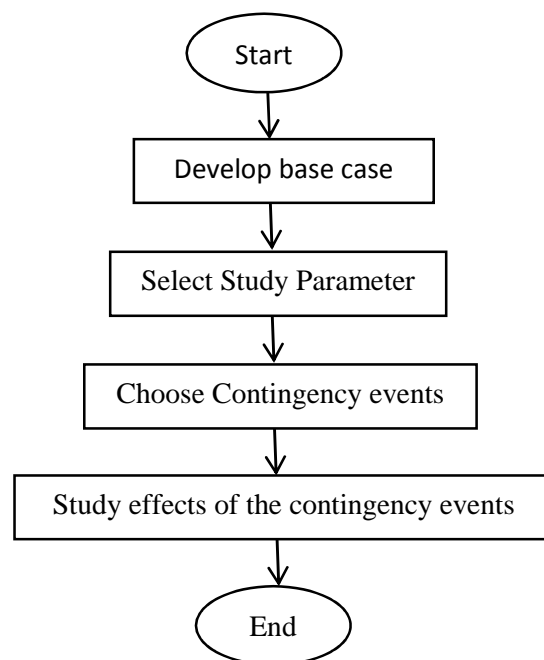 Start
Develop base case
Select Study Parameter
Choose Contingency events
Study effects of the contingency events
End